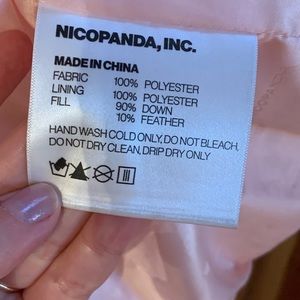 NICOPANDA, INC.
MADE IN CHINA
FABRIC 100% POLYESTER
LINING 100% POLYESTER
FILL 90% DOWN
10% FEATHER
HAND WASH COLD ONLY, DO NOT BLEACH,
DO NOT DRY CLEAN, DRIP DRY ONLY